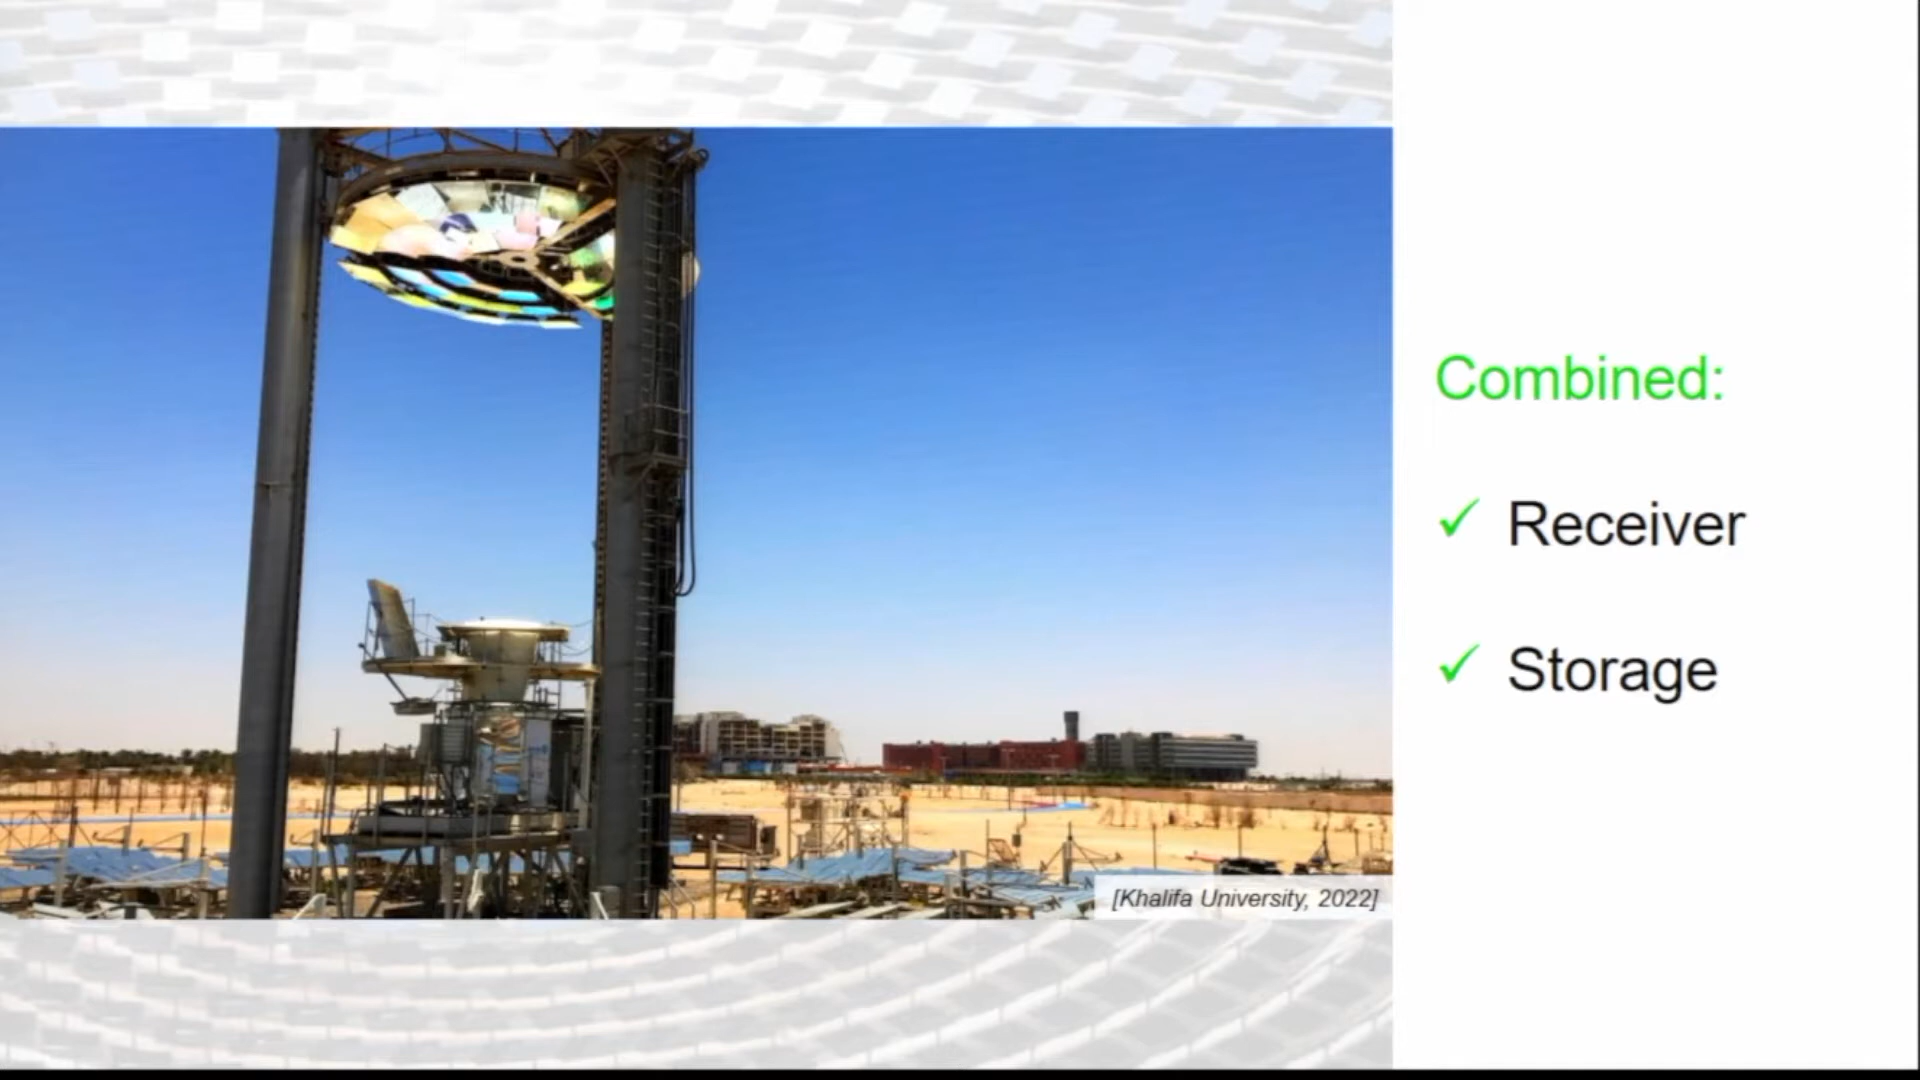 Combined:
✓ Receiver
✓ Storage
[Khalifa University, 2022]